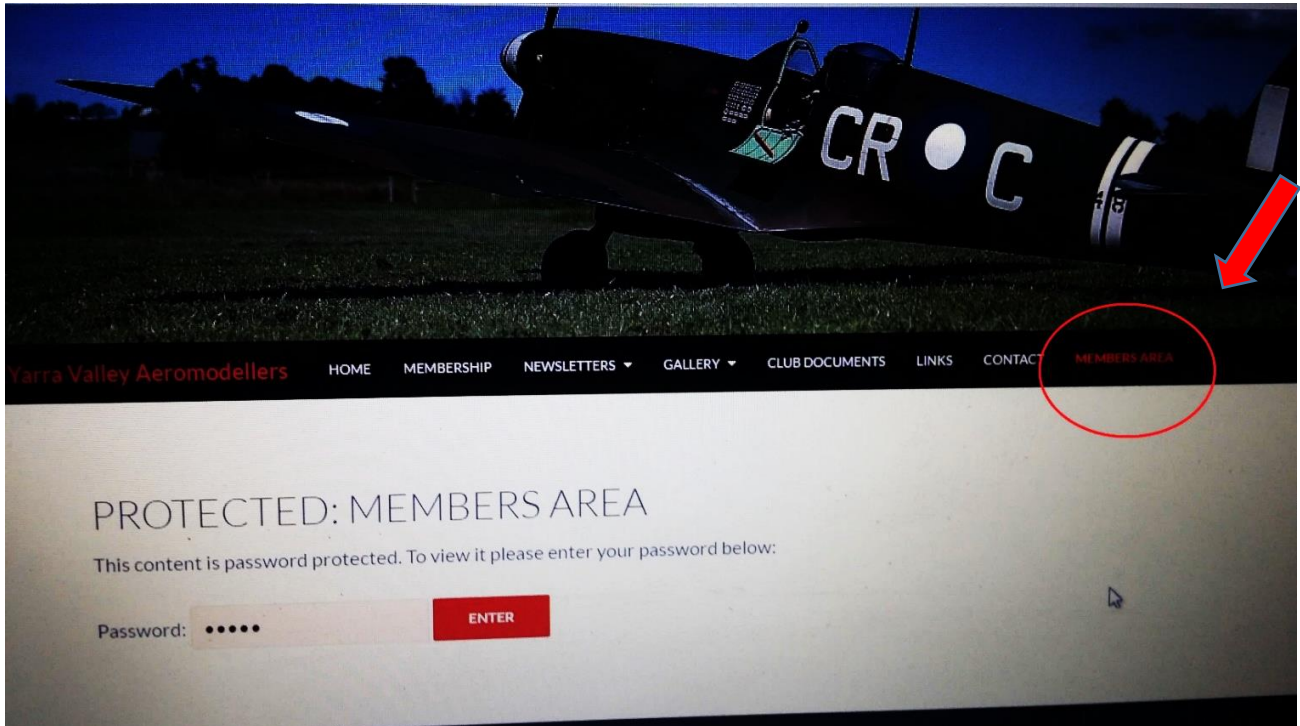 CR C
Yarra Valley Aeromodellers HOME MEMBERSHIP NEWSLETTERS GALLERY CLUB DOCUMENTS LINKS CONTACT MEMBERS AREA
PROTECTED: MEMBERS AREA
This content is password protected. To view it please enter your password below:
Password: ••••• ENTER